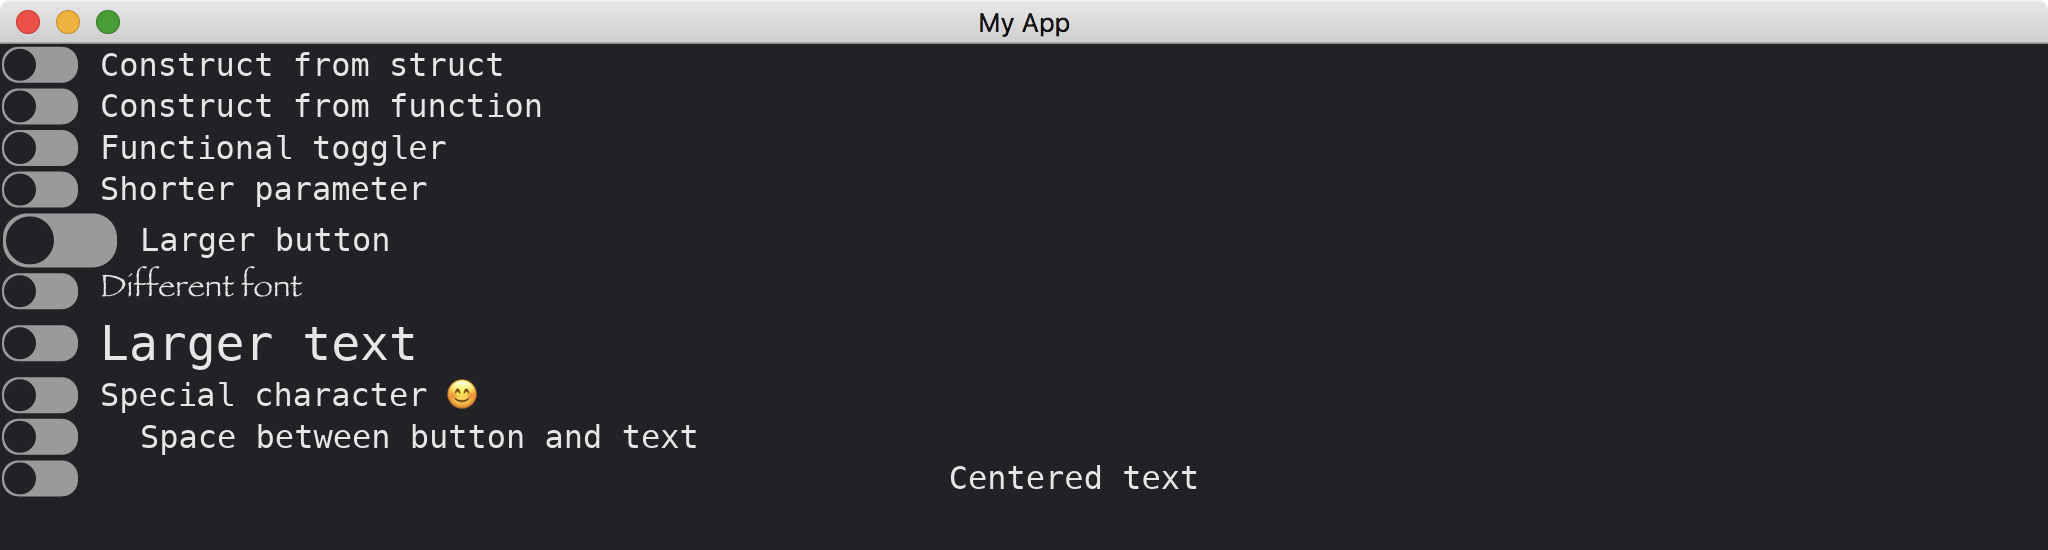 My App
Construct from struct
Construct from function
Functional toggler
Shorter parameter
Larger button
Different font
Larger text
Special character 😊
Space between button and text
Centered text